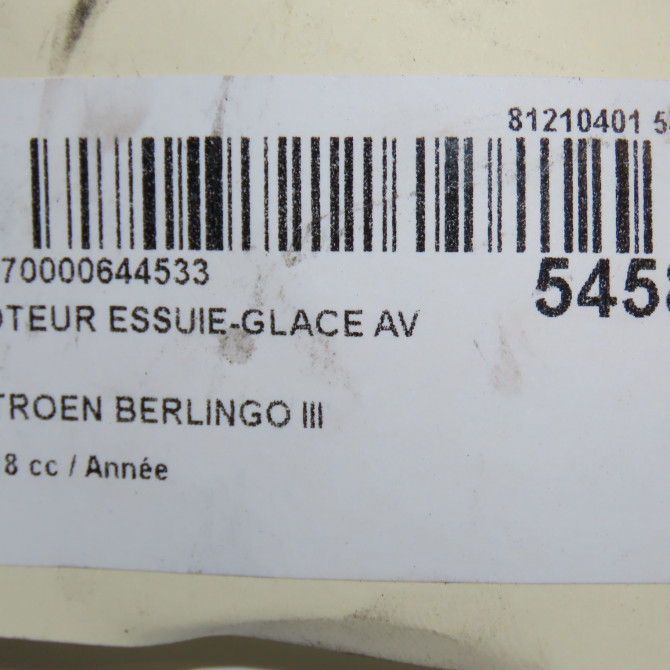 81210401 5
70000644533
5458
OTEUR ESSUIE-GLACE AV
TROEN BERLINGO III
8 cc / Année